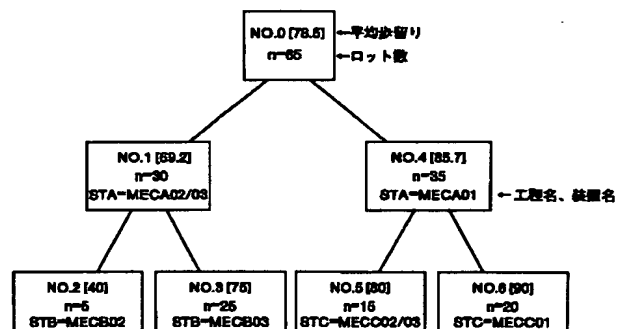 NO.0 [78.5] ←平均歩留り
n=65 ←ロット数
NO.1 [69.2]
n=30
STA=MECA02/03
NO.4 [85.7]
n=35
STA=MECA01 ←工程名、装置名
NO.2 [40]
n=5
STB=MECB02
NO.3 [75]
n=25
STB=MECB03
NO.5 [80]
n=15
STC=MECC02/03
NO.6 [90]
n=20
STC=MECC01